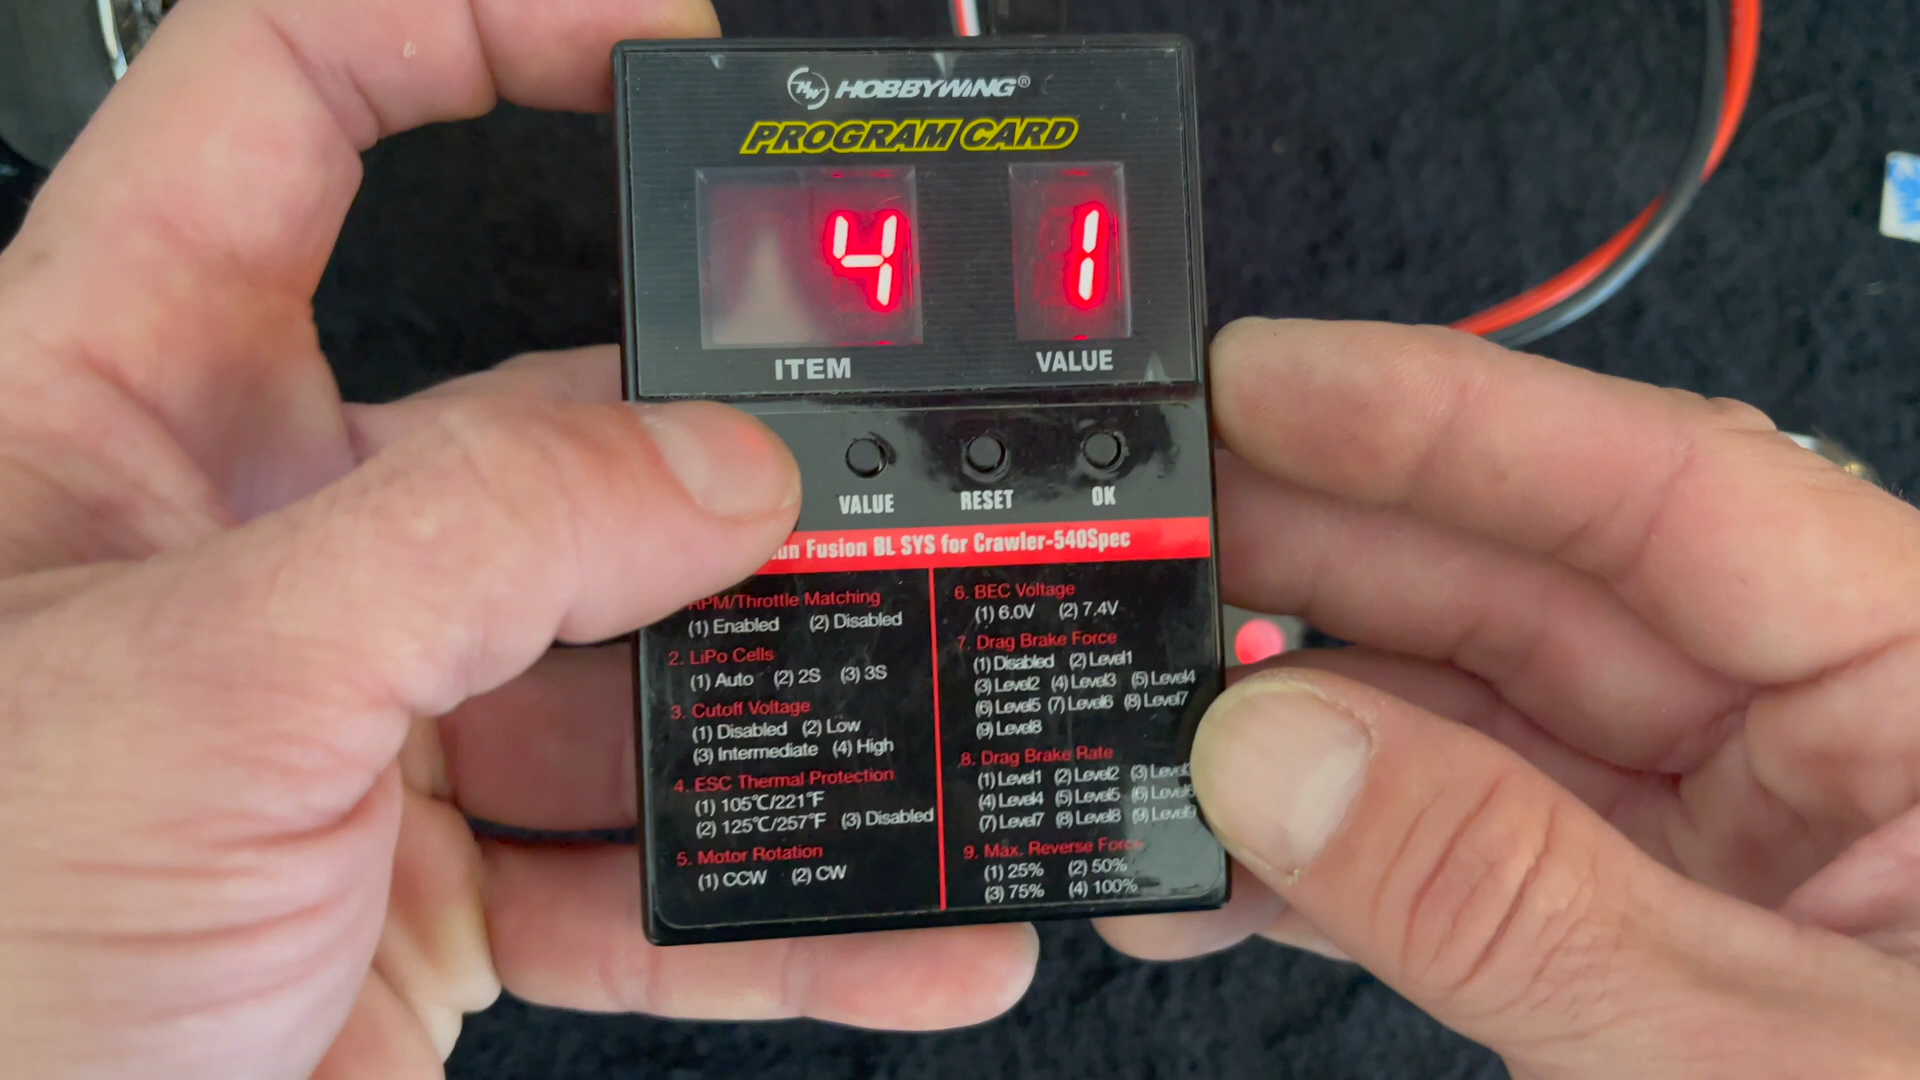 HW HOBBYWING®
PROGRAM CARD
4 1
ITEM VALUE
VALUE RESET OK
Fusion BL SYS for Crawler-540Spec
RPM/Throttle Matching
(1) Enabled (2) Disabled
2. LiPo Cells
(1) Auto (2) 2S (3) 3S
3. Cutoff Voltage
(1) Disabled (2) Low
(3) Intermediate (4) High
4. ESC Thermal Protection
(1) 105℃/221℉
(2) 125℃/257℉ (3) Disabled
5. Motor Rotation
(1) CCW (2) CW
6. BEC Voltage
(1) 6.0V (2) 7.4V
7. Drag Brake Force
(1) Disabled (2) Level1
(3) Level2 (4) Level3 (5) Level4
(6) Level5 (7) Level6 (8) Level7
(9) Level8
8. Drag Brake Rate
(1) Level1 (2) Level2 (3) Level3
(4) Level4 (5) Level5 (6) Level6
(7) Level7 (8) Level8 (9) Level9
9. Max. Reverse Force
(1) 25% (2) 50%
(3) 75% (4) 100%